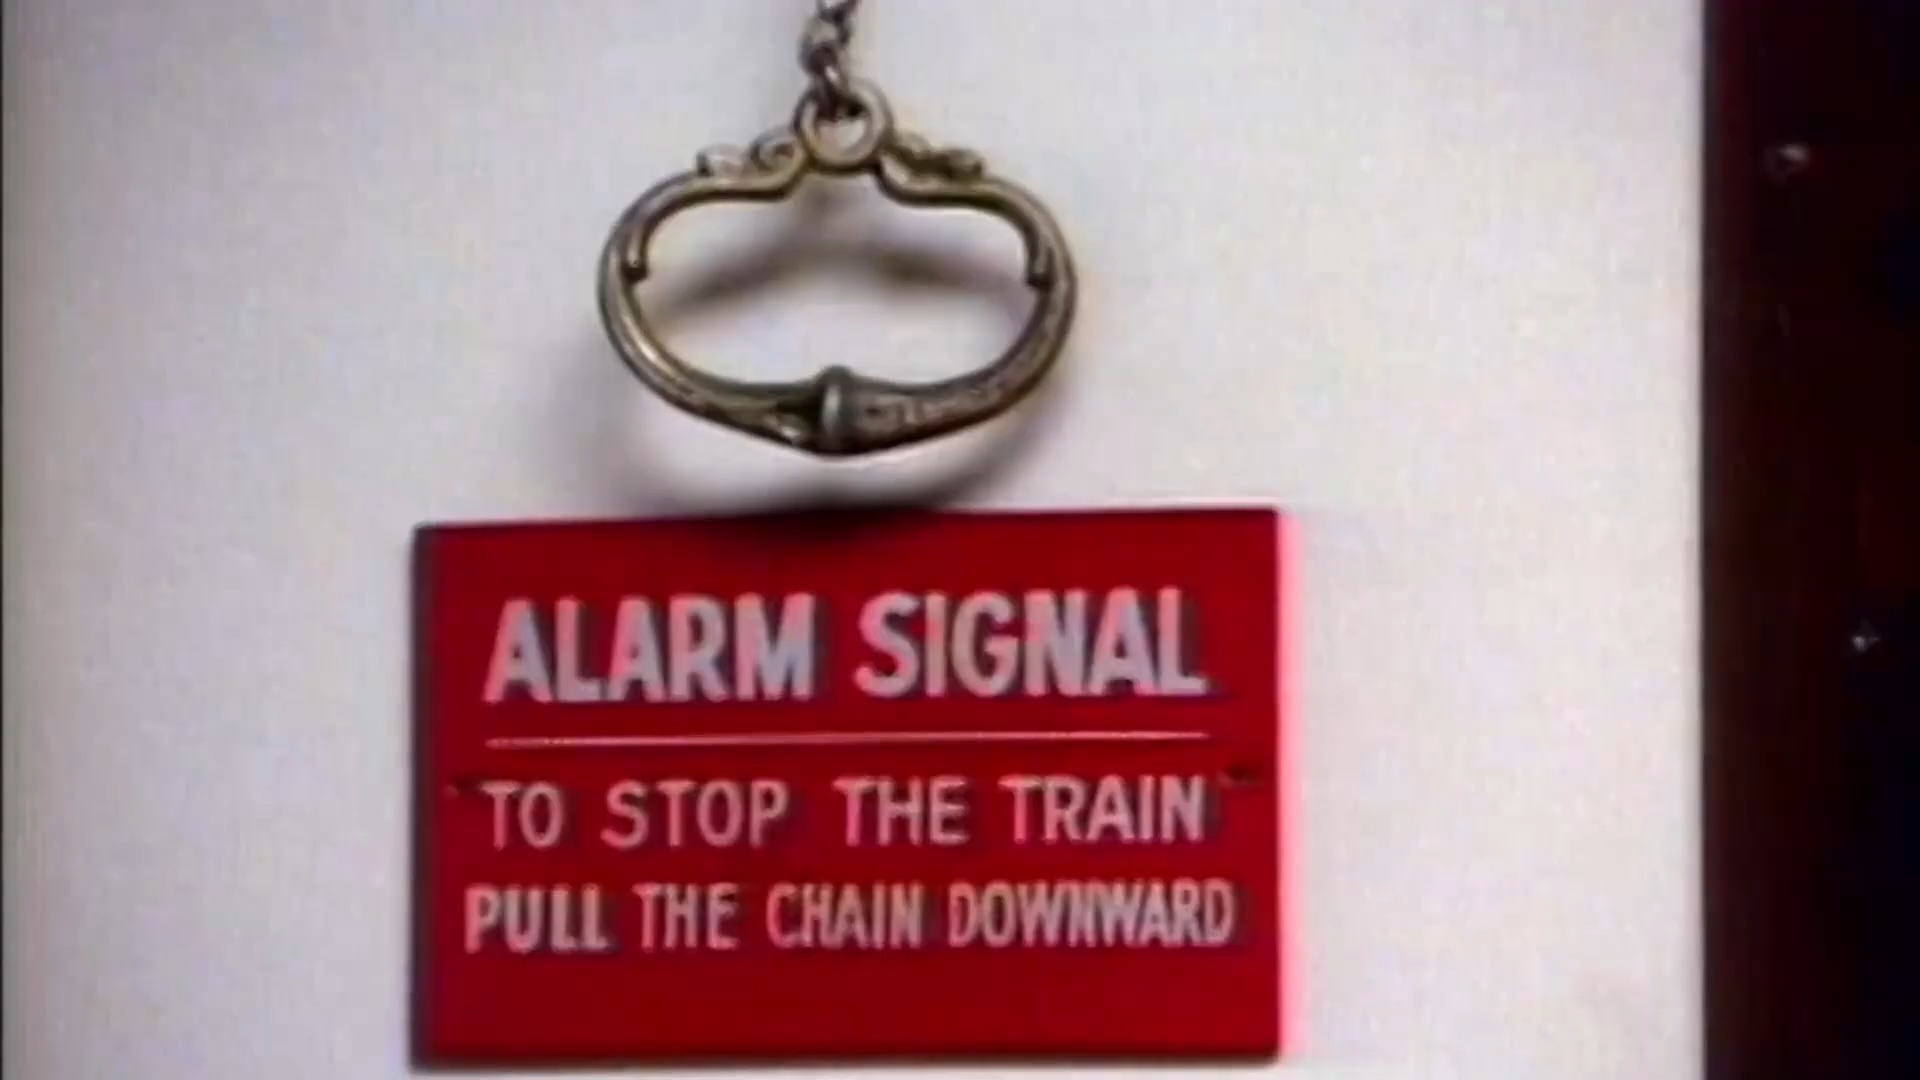 ALARM SIGNAL
TO STOP THE TRAIN
PULL THE CHAIN DOWNWARD